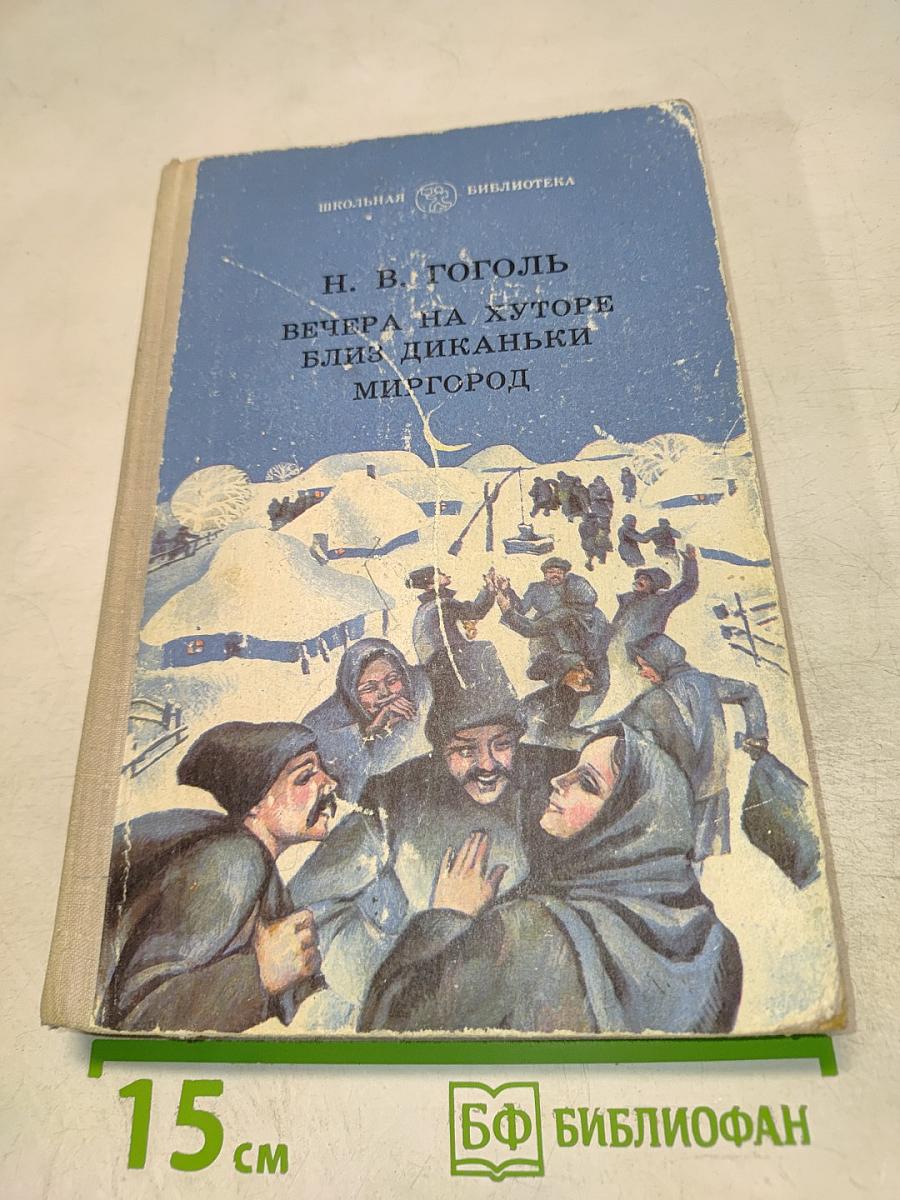 ШКОЛЬНАЯ БИБЛИОТЕКА
Н. В. ГОГОЛЬ
ВЕЧЕРА НА ХУТОРЕ
БЛИЗ ДИКАНЬКИ
МИРГОРОД
15 см
БФ БИБЛИОФАН